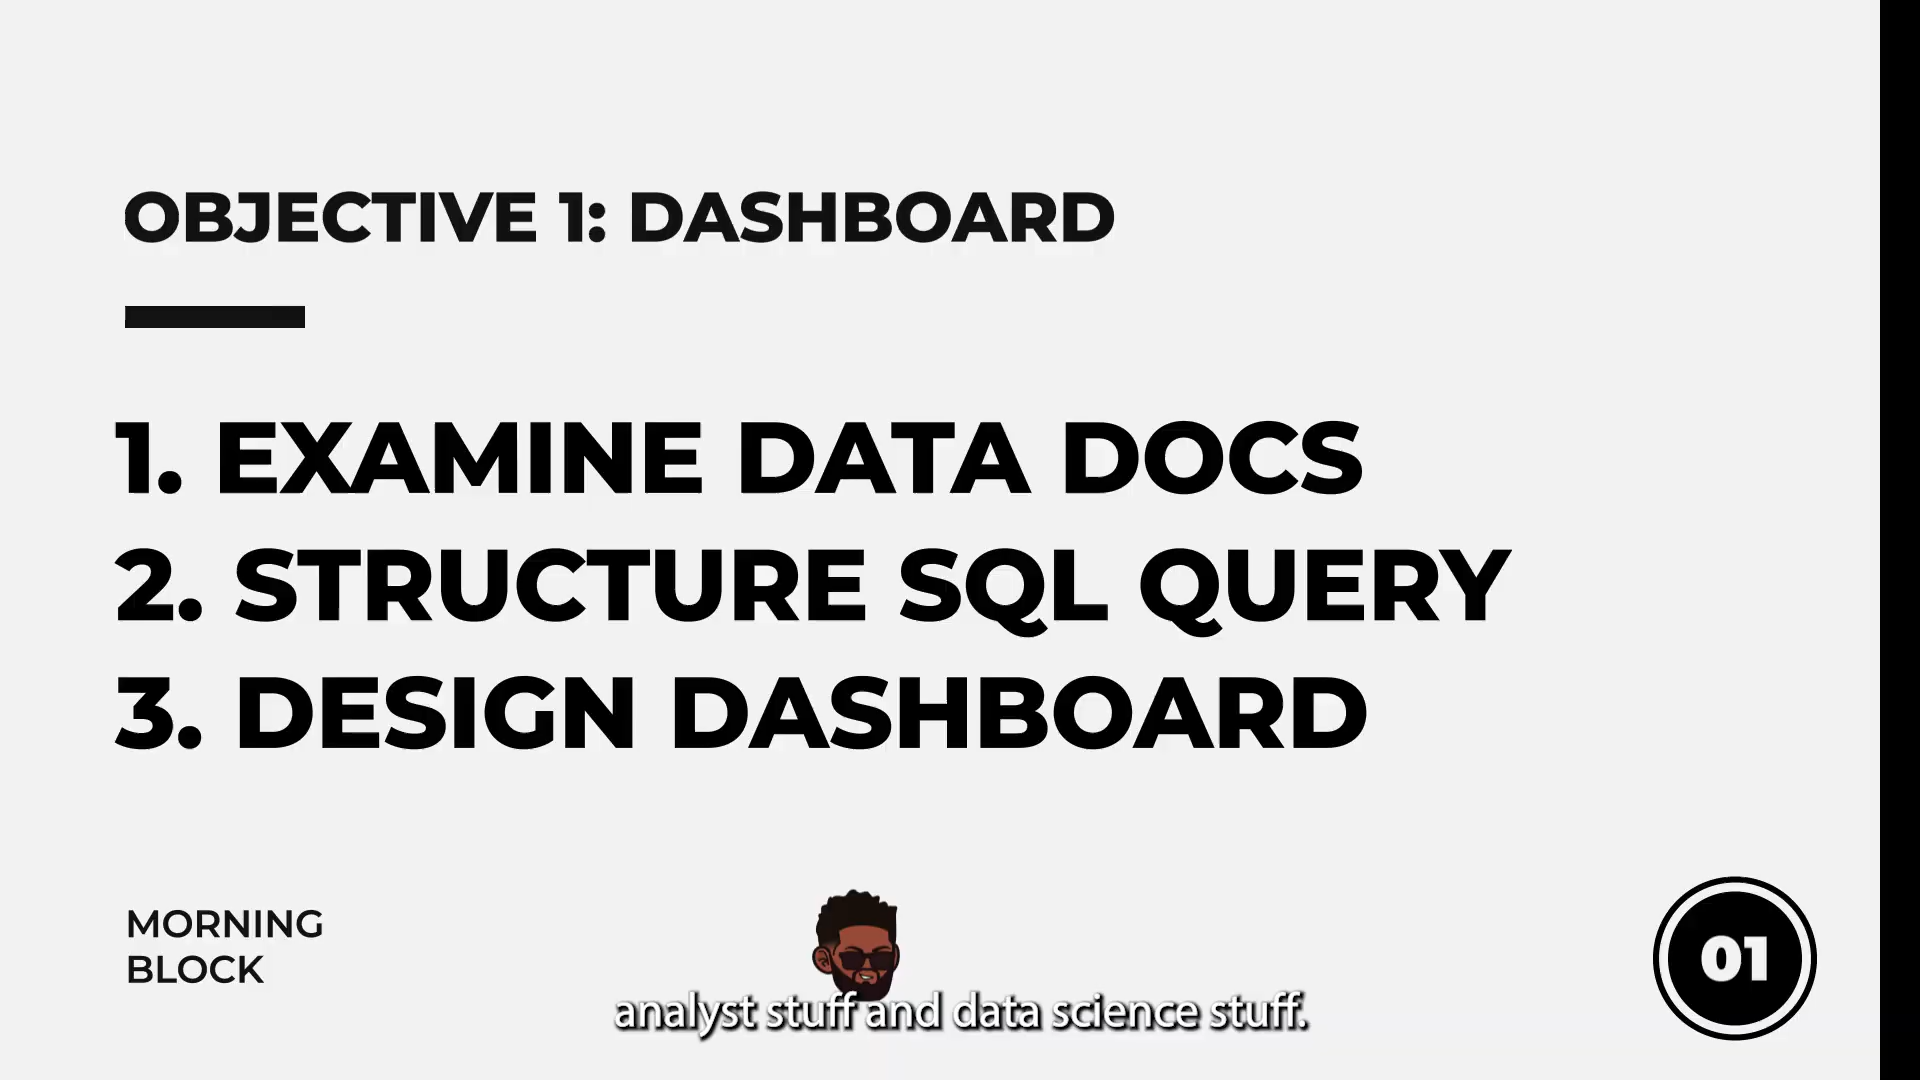 OBJECTIVE 1: DASHBOARD
1. EXAMINE DATA DOCS
2. STRUCTURE SQL QUERY
3. DESIGN DASHBOARD
MORNING
BLOCK
01
analyst stuff and data science stuff.